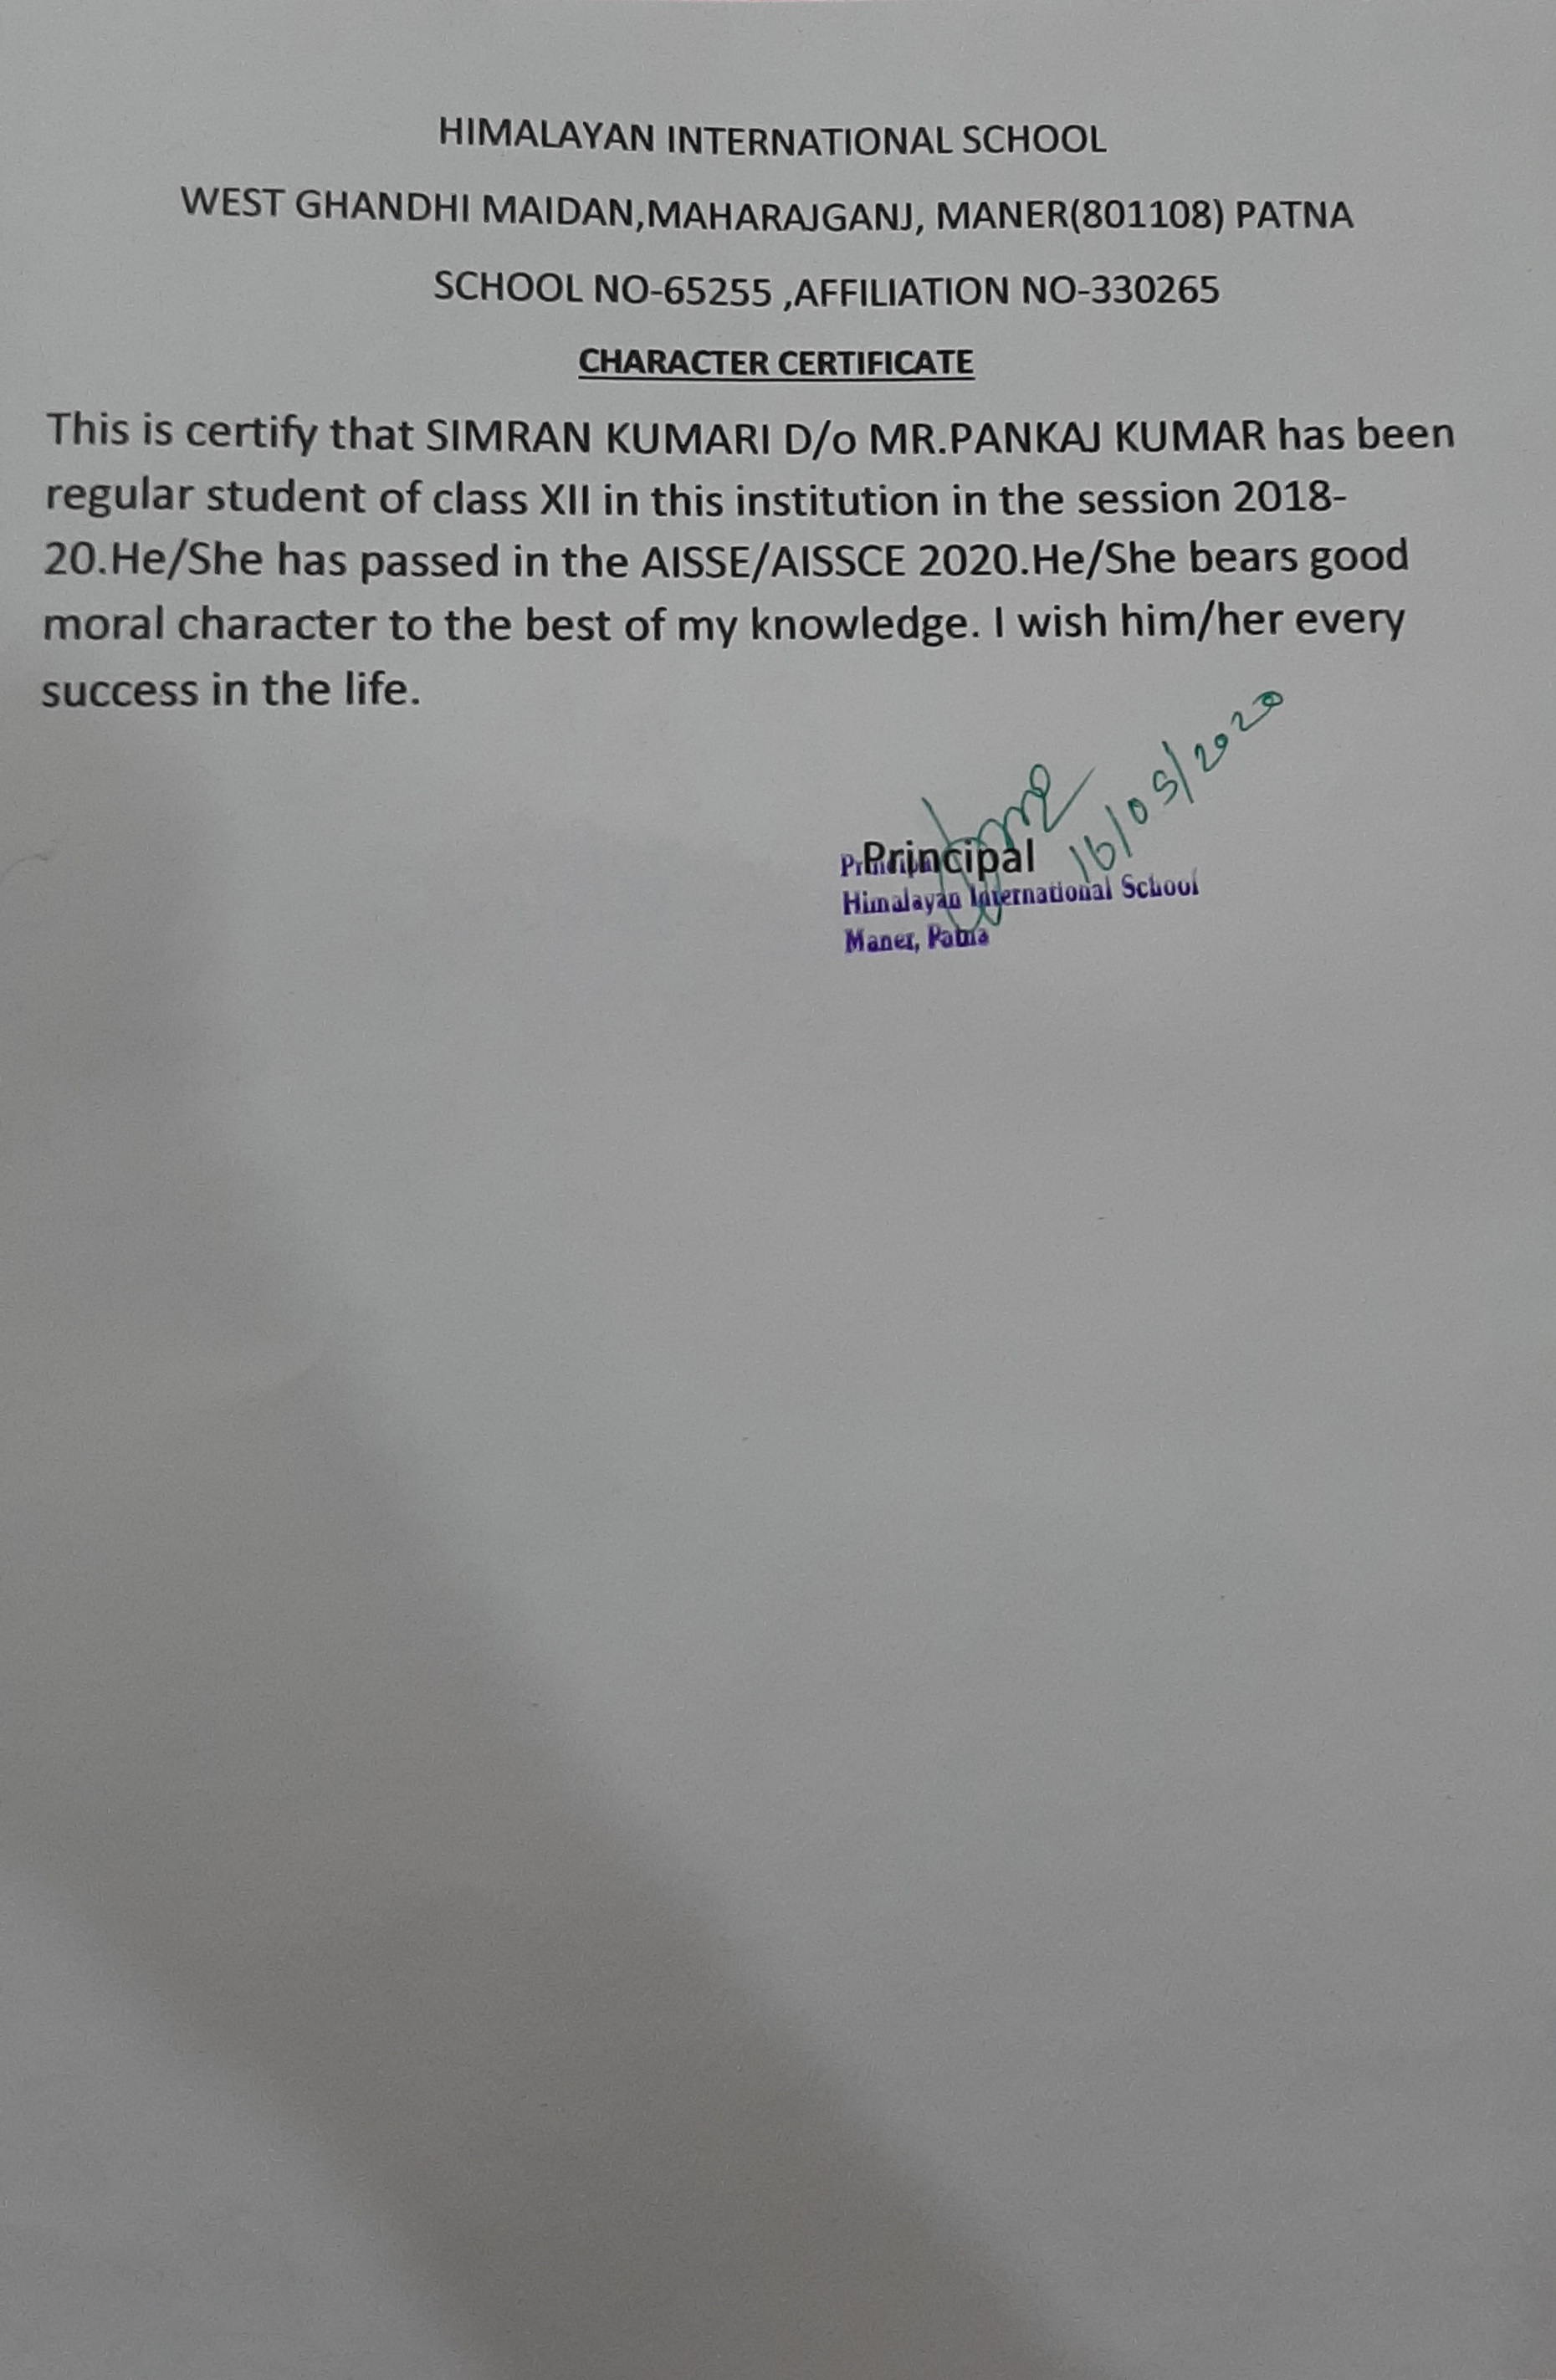 HIMALAYAN INTERNATIONAL SCHOOL
WEST GHANDHI MAIDAN,MAHARAJGANJ, MANER(801108) PATNA
SCHOOL NO-65255 ,AFFILIATION NO-330265
CHARACTER CERTIFICATE
This is certify that SIMRAN KUMARI D/o MR.PANKAJ KUMAR has been
regular student of class XII in this institution in the session 2018-
20.He/She has passed in the AISSE/AISSCE 2020.He/She bears good
moral character to the best of my knowledge. I wish him/her every
success in the life.
16/05/2020
Principal
Principal
Himalayan International School
Maner, Patna